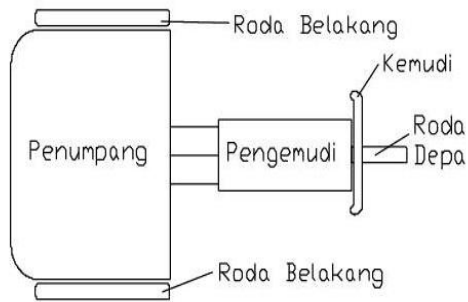 Roda Belakang
Kemudi
Roda
Depa
Penumpang
Pengemudi
Roda Belakang